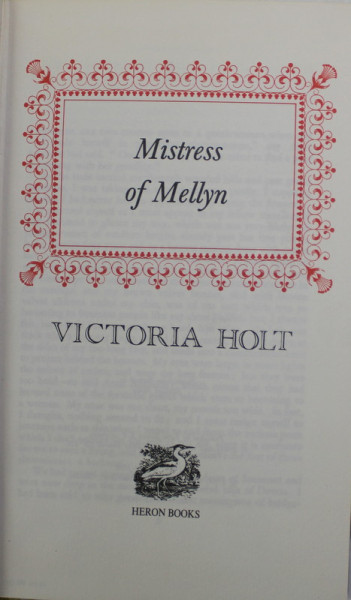 Mistress
of Mellyn
VICTORIA HOLT
HERON BOOKS